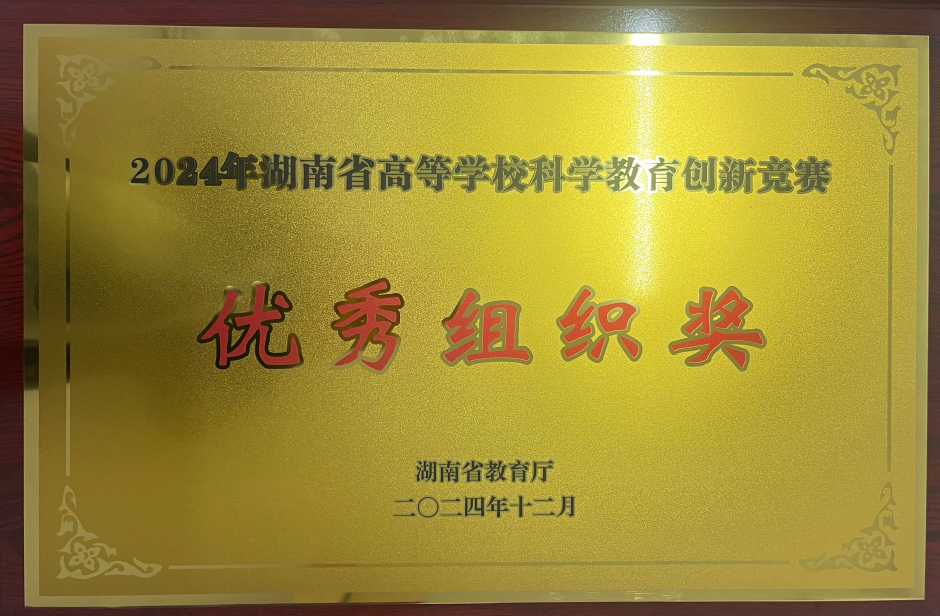 2024年湖南省高等学校科学教育创新竞赛
优秀组织奖
湖南省教育厅
二〇二四年十二月